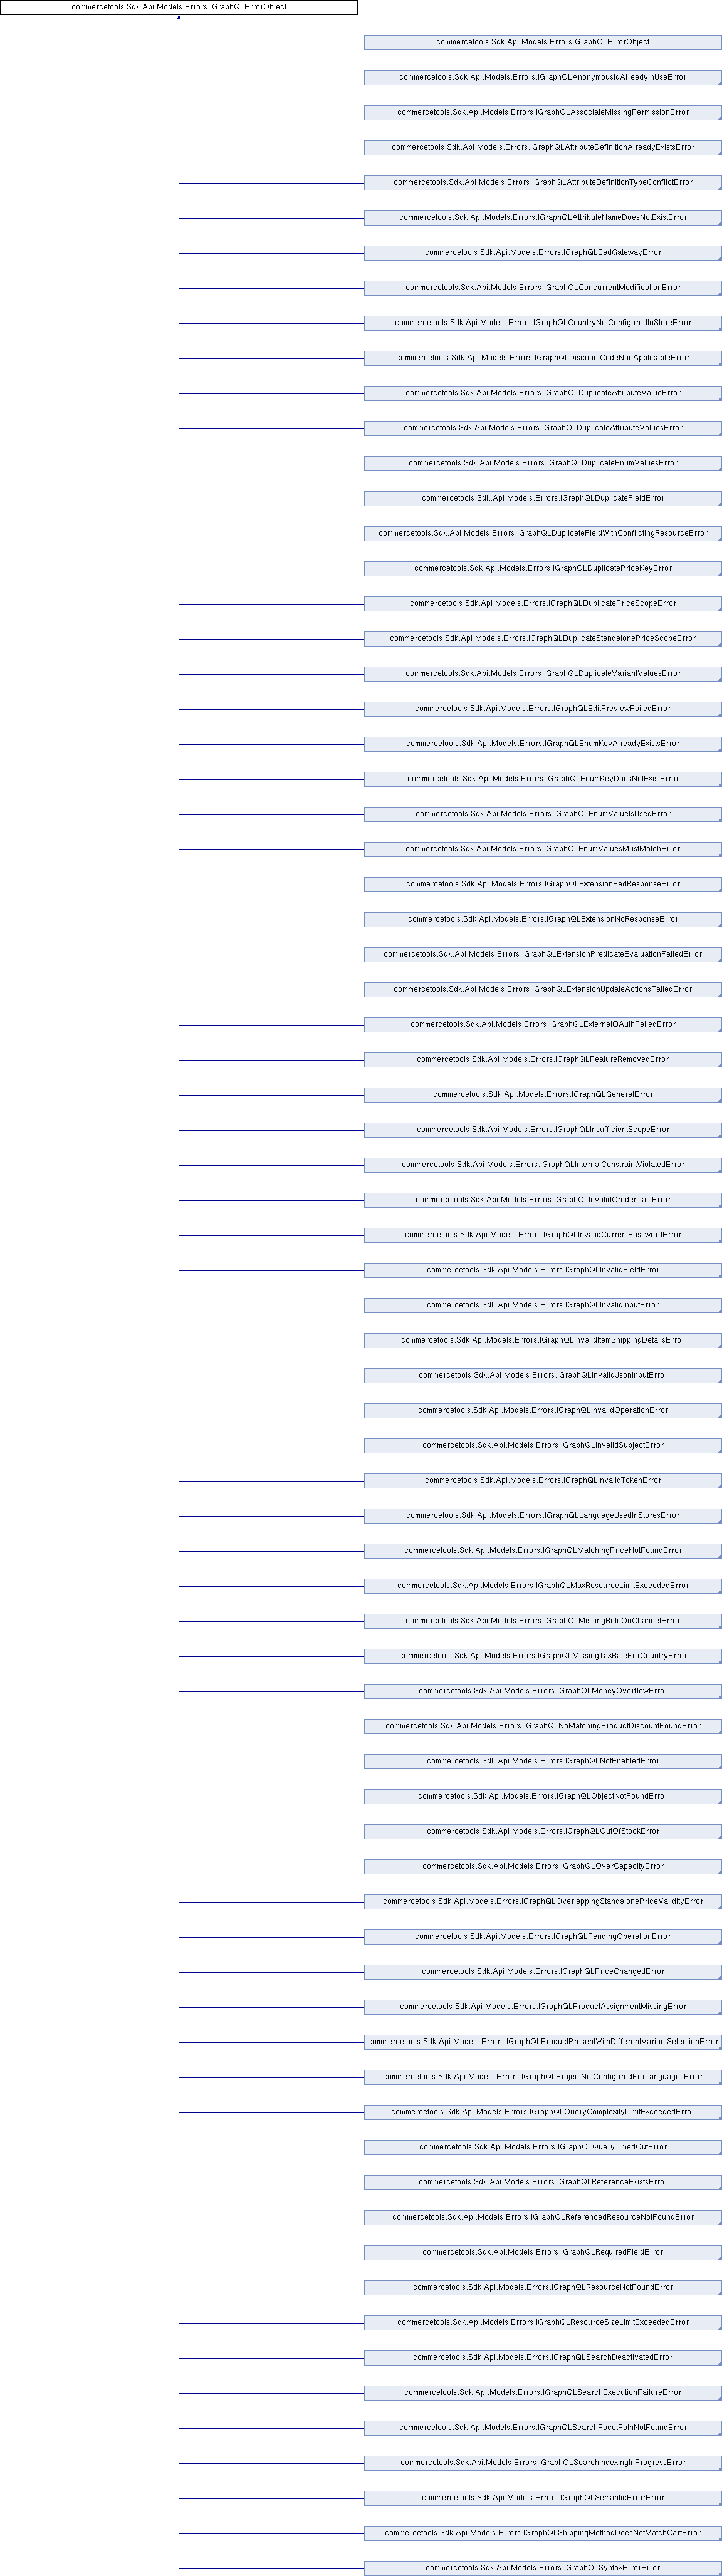 commercetools.Sdk.Api.Models.Errors.IGraphQLErrorObject
commercetools.Sdk.Api.Models.Errors.GraphQLErrorObject
commercetools.Sdk.Api.Models.Errors.IGraphQLAnonymousIdAlreadyInUseError
commercetools.Sdk.Api.Models.Errors.IGraphQLAssociateMissingPermissionError
commercetools.Sdk.Api.Models.Errors.IGraphQLAttributeDefinitionAlreadyExistsError
commercetools.Sdk.Api.Models.Errors.IGraphQLAttributeDefinitionTypeConflictError
commercetools.Sdk.Api.Models.Errors.IGraphQLAttributeNameDoesNotExistError
commercetools.Sdk.Api.Models.Errors.IGraphQLBadGatewayError
commercetools.Sdk.Api.Models.Errors.IGraphQLConcurrentModificationError
commercetools.Sdk.Api.Models.Errors.IGraphQLCountryNotConfiguredInStoreError
commercetools.Sdk.Api.Models.Errors.IGraphQLDiscountCodeNonApplicableError
commercetools.Sdk.Api.Models.Errors.IGraphQLDuplicateAttributeValueError
commercetools.Sdk.Api.Models.Errors.IGraphQLDuplicateAttributeValuesError
commercetools.Sdk.Api.Models.Errors.IGraphQLDuplicateEnumValuesError
commercetools.Sdk.Api.Models.Errors.IGraphQLDuplicateFieldError
commercetools.Sdk.Api.Models.Errors.IGraphQLDuplicateFieldWithConflictingResourceError
commercetools.Sdk.Api.Models.Errors.IGraphQLDuplicatePriceKeyError
commercetools.Sdk.Api.Models.Errors.IGraphQLDuplicatePriceScopeError
commercetools.Sdk.Api.Models.Errors.IGraphQLDuplicateStandalonePriceScopeError
commercetools.Sdk.Api.Models.Errors.IGraphQLDuplicateVariantValuesError
commercetools.Sdk.Api.Models.Errors.IGraphQLEditPreviewFailedError
commercetools.Sdk.Api.Models.Errors.IGraphQLEnumKeyAlreadyExistsError
commercetools.Sdk.Api.Models.Errors.IGraphQLEnumKeyDoesNotExistError
commercetools.Sdk.Api.Models.Errors.IGraphQLEnumValueIsUsedError
commercetools.Sdk.Api.Models.Errors.IGraphQLEnumValuesMustMatchError
commercetools.Sdk.Api.Models.Errors.IGraphQLExtensionBadResponseError
commercetools.Sdk.Api.Models.Errors.IGraphQLExtensionNoResponseError
commercetools.Sdk.Api.Models.Errors.IGraphQLExtensionPredicateEvaluationFailedError
commercetools.Sdk.Api.Models.Errors.IGraphQLExtensionUpdateActionsFailedError
commercetools.Sdk.Api.Models.Errors.IGraphQLExternalOAuthFailedError
commercetools.Sdk.Api.Models.Errors.IGraphQLFeatureRemovedError
commercetools.Sdk.Api.Models.Errors.IGraphQLGeneralError
commercetools.Sdk.Api.Models.Errors.IGraphQLInsufficientScopeError
commercetools.Sdk.Api.Models.Errors.IGraphQLInternalConstraintViolatedError
commercetools.Sdk.Api.Models.Errors.IGraphQLInvalidCredentialsError
commercetools.Sdk.Api.Models.Errors.IGraphQLInvalidCurrentPasswordError
commercetools.Sdk.Api.Models.Errors.IGraphQLInvalidFieldError
commercetools.Sdk.Api.Models.Errors.IGraphQLInvalidInputError
commercetools.Sdk.Api.Models.Errors.IGraphQLInvalidItemShippingDetailsError
commercetools.Sdk.Api.Models.Errors.IGraphQLInvalidJsonInputError
commercetools.Sdk.Api.Models.Errors.IGraphQLInvalidOperationError
commercetools.Sdk.Api.Models.Errors.IGraphQLInvalidSubjectError
commercetools.Sdk.Api.Models.Errors.IGraphQLInvalidTokenError
commercetools.Sdk.Api.Models.Errors.IGraphQLLanguageUsedInStoresError
commercetools.Sdk.Api.Models.Errors.IGraphQLMatchingPriceNotFoundError
commercetools.Sdk.Api.Models.Errors.IGraphQLMaxResourceLimitExceededError
commercetools.Sdk.Api.Models.Errors.IGraphQLMissingRoleOnChannelError
commercetools.Sdk.Api.Models.Errors.IGraphQLMissingTaxRateForCountryError
commercetools.Sdk.Api.Models.Errors.IGraphQLMoneyOverflowError
commercetools.Sdk.Api.Models.Errors.IGraphQLNoMatchingProductDiscountFoundError
commercetools.Sdk.Api.Models.Errors.IGraphQLNotEnabledError
commercetools.Sdk.Api.Models.Errors.IGraphQLObjectNotFoundError
commercetools.Sdk.Api.Models.Errors.IGraphQLOutOfStockError
commercetools.Sdk.Api.Models.Errors.IGraphQLOverCapacityError
commercetools.Sdk.Api.Models.Errors.IGraphQLOverlappingStandalonePriceValidityError
commercetools.Sdk.Api.Models.Errors.IGraphQLPendingOperationError
commercetools.Sdk.Api.Models.Errors.IGraphQLPriceChangedError
commercetools.Sdk.Api.Models.Errors.IGraphQLProductAssignmentMissingError
commercetools.Sdk.Api.Models.Errors.IGraphQLProductPresentWithDifferentVariantSelectionError
commercetools.Sdk.Api.Models.Errors.IGraphQLProjectNotConfiguredForLanguagesError
commercetools.Sdk.Api.Models.Errors.IGraphQLQueryComplexityLimitExceededError
commercetools.Sdk.Api.Models.Errors.IGraphQLQueryTimedOutError
commercetools.Sdk.Api.Models.Errors.IGraphQLReferenceExistsError
commercetools.Sdk.Api.Models.Errors.IGraphQLReferencedResourceNotFoundError
commercetools.Sdk.Api.Models.Errors.IGraphQLRequiredFieldError
commercetools.Sdk.Api.Models.Errors.IGraphQLResourceNotFoundError
commercetools.Sdk.Api.Models.Errors.IGraphQLResourceSizeLimitExceededError
commercetools.Sdk.Api.Models.Errors.IGraphQLSearchDeactivatedError
commercetools.Sdk.Api.Models.Errors.IGraphQLSearchExecutionFailureError
commercetools.Sdk.Api.Models.Errors.IGraphQLSearchFacetPathNotFoundError
commercetools.Sdk.Api.Models.Errors.IGraphQLSearchIndexingInProgressError
commercetools.Sdk.Api.Models.Errors.IGraphQLSemanticErrorError
commercetools.Sdk.Api.Models.Errors.IGraphQLShippingMethodDoesNotMatchCartError
commercetools.Sdk.Api.Models.Errors.IGraphQLSyntaxErrorError